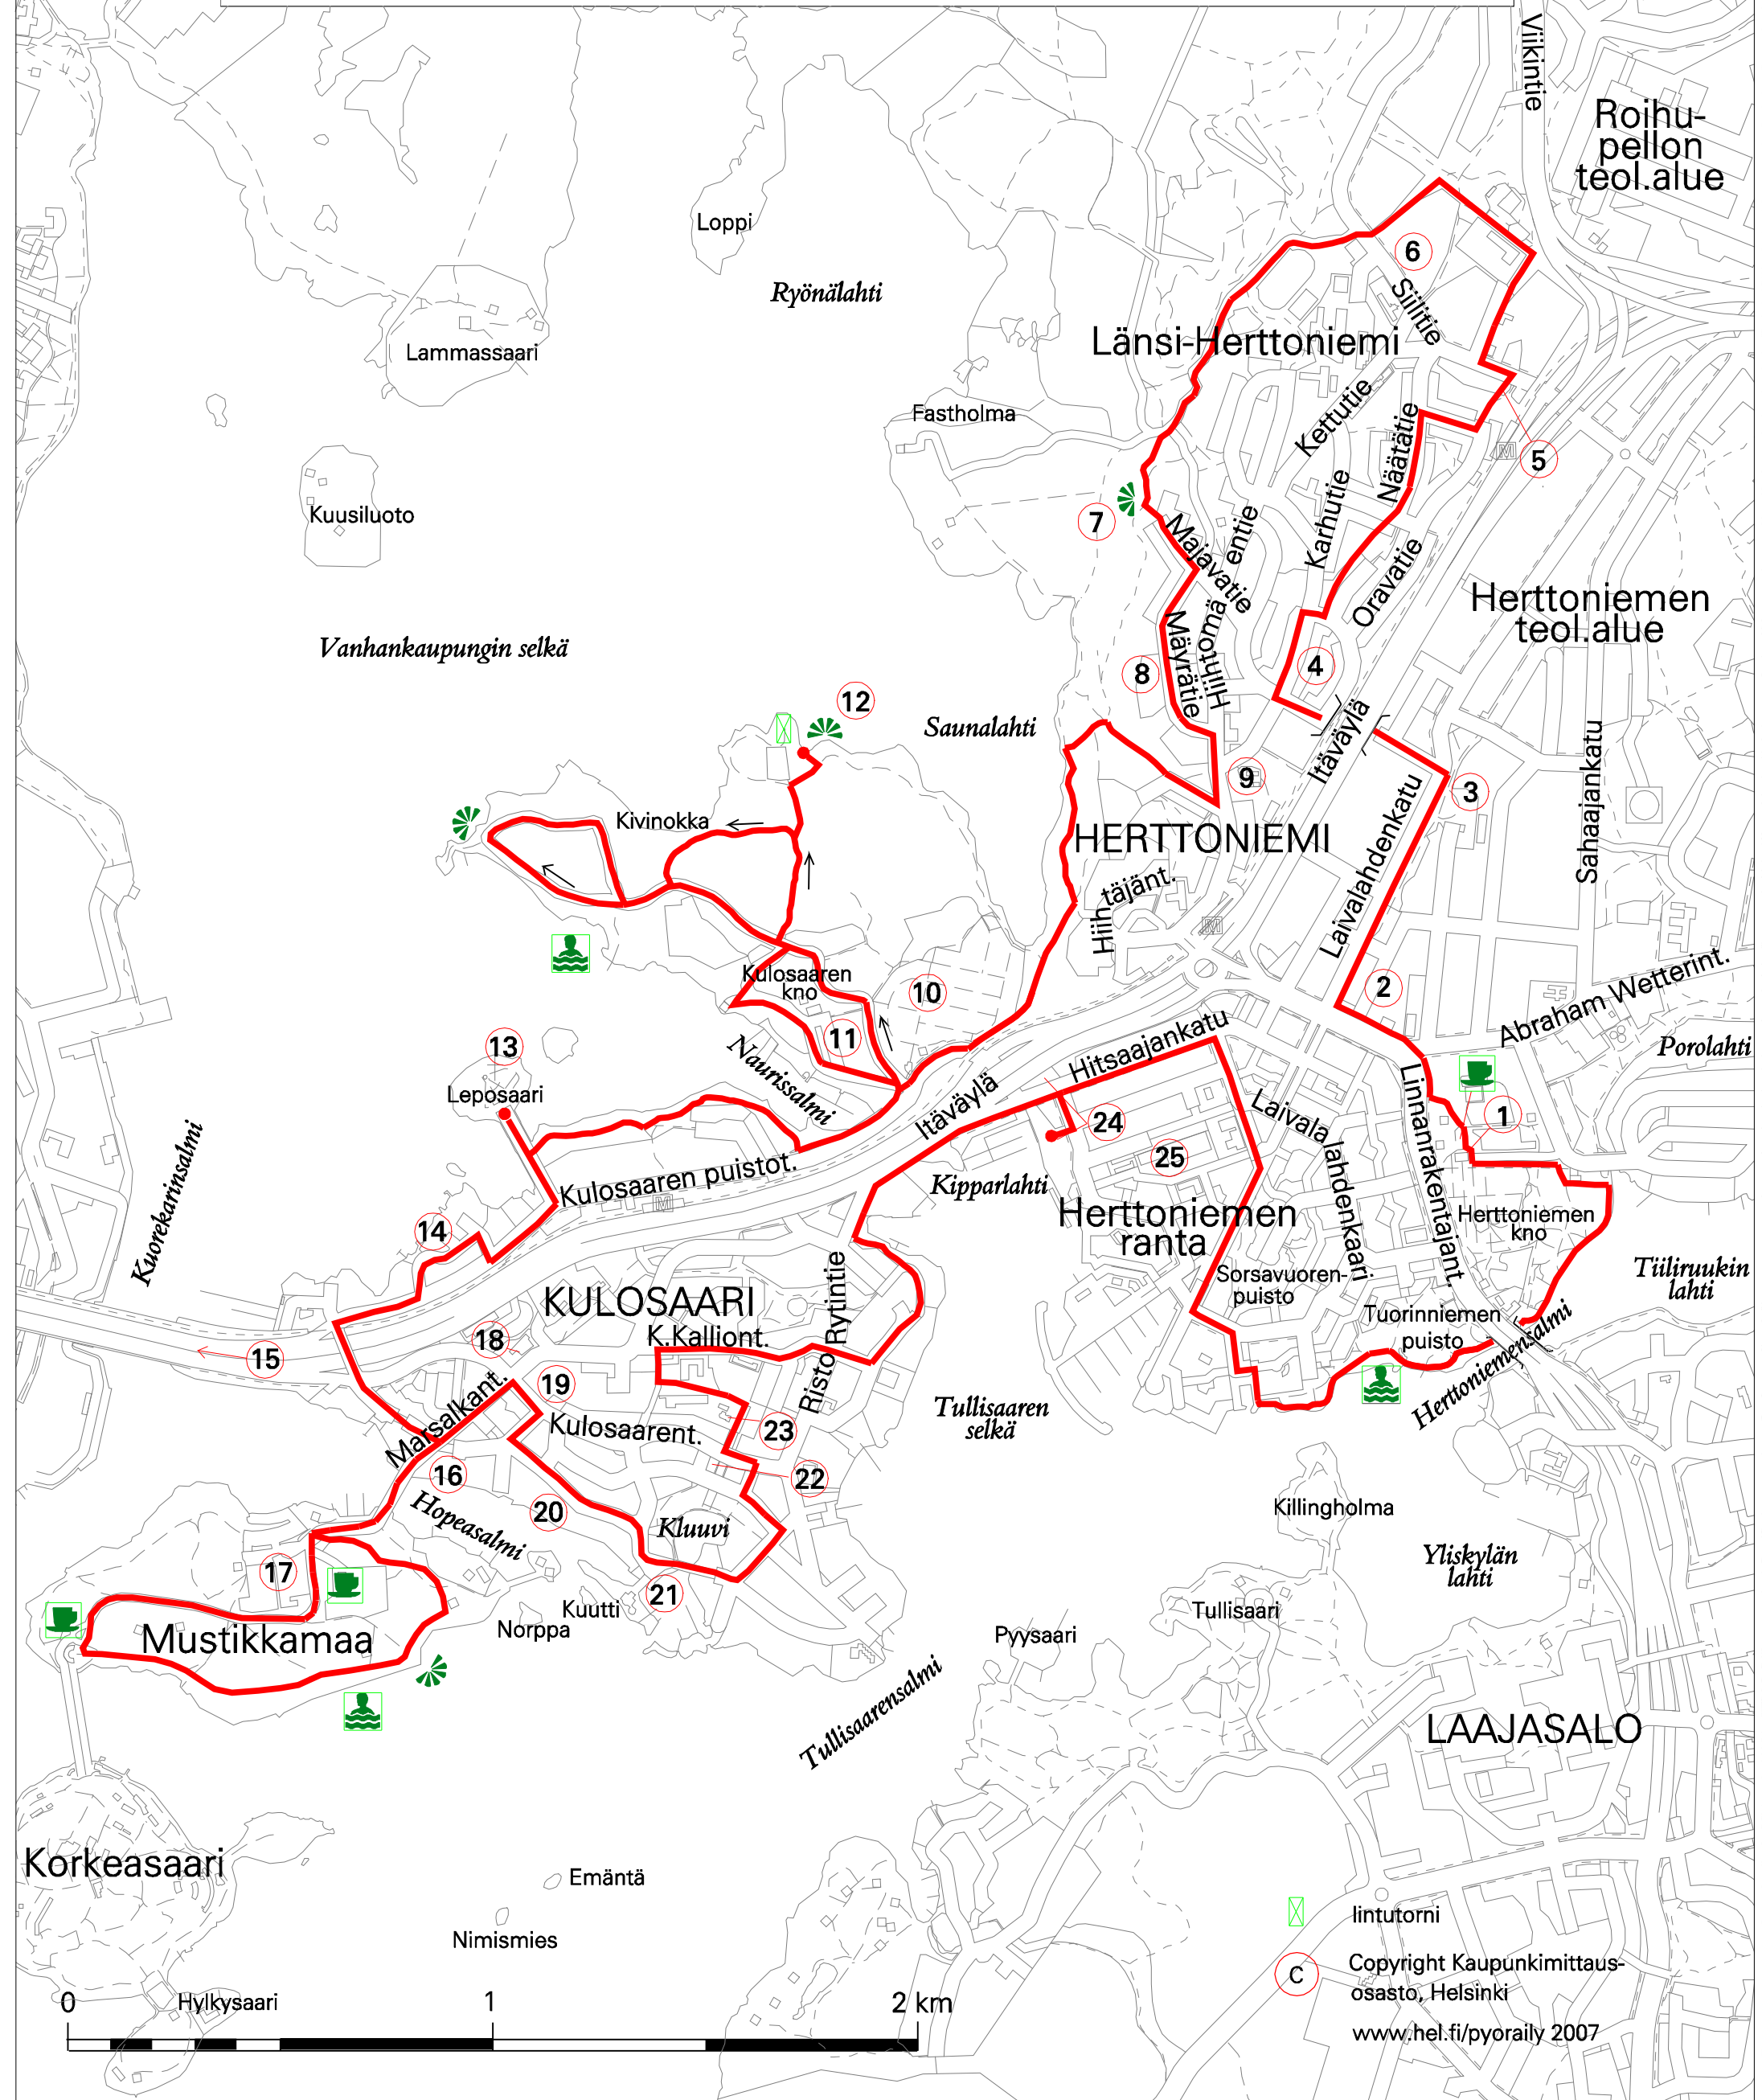 Viikintie
Roihu-
pellon
teol.alue
Loppi
6
Ryönälahti
Siilitie
Länsi-Herttoniemi
Lammassaari
Kettutie
Fastholma
Näätätie
M
5
Kuusiluoto
7
Majavatie
Hiihtomäentie
Karhutie
Oravatie
Herttoniemen
teol.alue
Vanhankaupungin selkä
Mäyrätie
4
8
12
Saunalahti
Itäväylä
9
3
Sahaajankatu
Kivinokka
HERTTONIEMI
Laivalahdenkatu
Hiihtäjänt.
M
Kulosaaren
kno
10
2
Abraham Wetterint.
11
13
Naurissalmi
Hitsaajankatu
Porolahti
Leposaari
Itäväylä
Linnanrakentajant.
1
24
Laivalahdenkaari
25
Kuorekarinsalmi
Kulosaaren puistot.
M
Kipparlahti
Herttoniemen
ranta
Herttoniemen
kno
14
Tiiliruukin
lahti
Sorsavuoren-
puisto
KULOSAARI
Risto Rytintie
Tuorinniemen
puisto
K.Kalliont.
18
15
Herttoniemensalmi
19
Marsalkant.
Tullisaaren
selkä
Kulosaarent.
23
16
22
20
Hopeasalmi
Kluuvi
Killingholma
Yliskylän
lahti
17
21
Kuutti
Tullisaari
Norppa
Mustikkamaa
Pyysaari
Tullisaarensalmi
LAAJASALO
Korkeasaari
Emäntä
lintutorni
Nimismies
C
Copyright Kaupunkimittaus-
osasto, Helsinki
0
Hylkysaari
1
2 km
www.hel.fi/pyoraily 2007